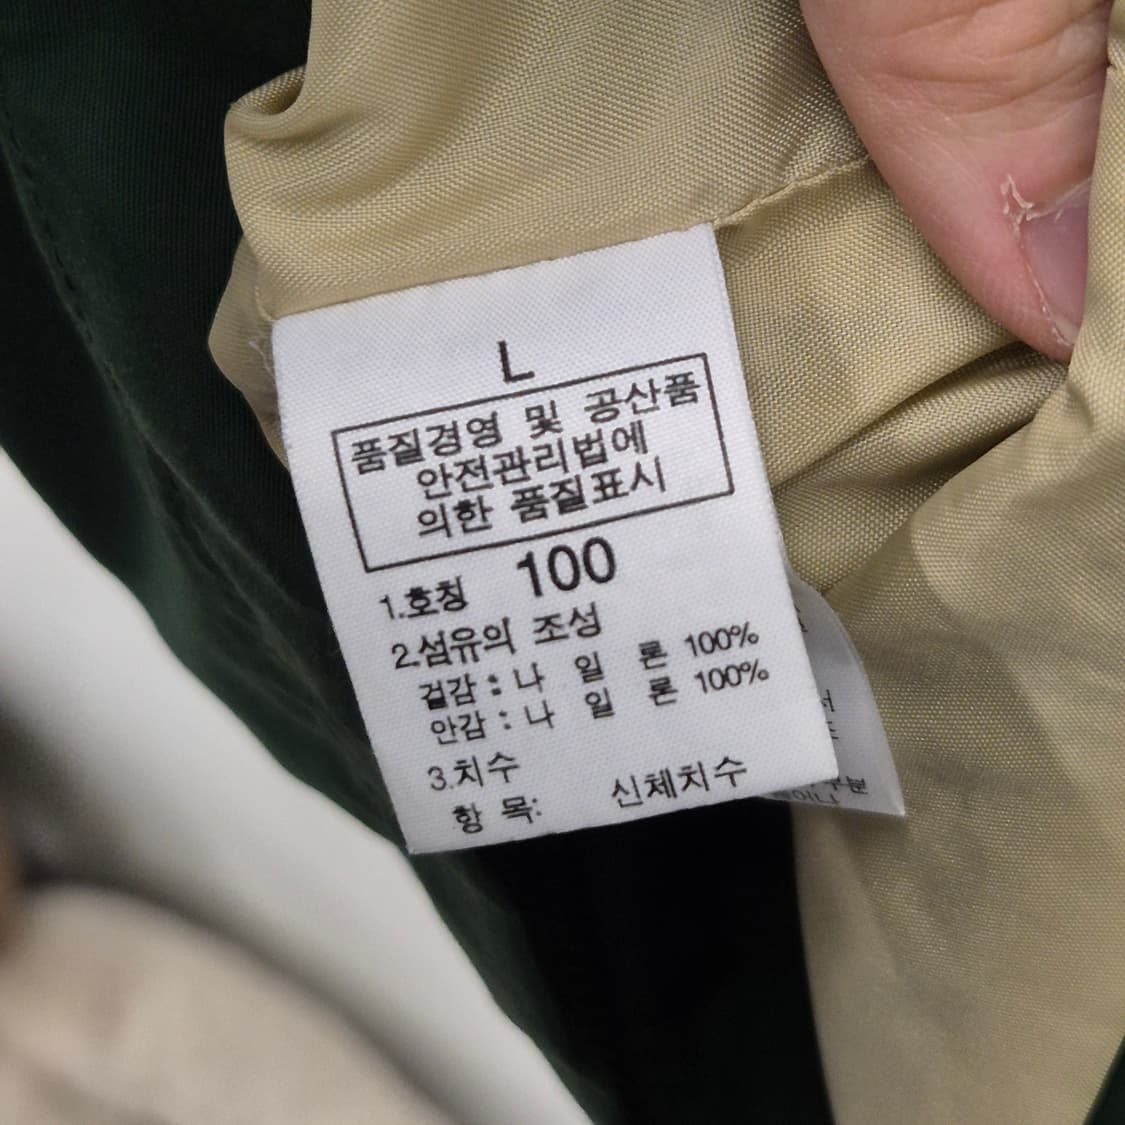 L
품질경영 및 공산품
안전관리법에
의한 품질표시
1.호칭 100
2.섬유의 조성
겉감 : 나 일 론 100%
안감 : 나 일 론 100%
3.치수
항 목: 신체치수